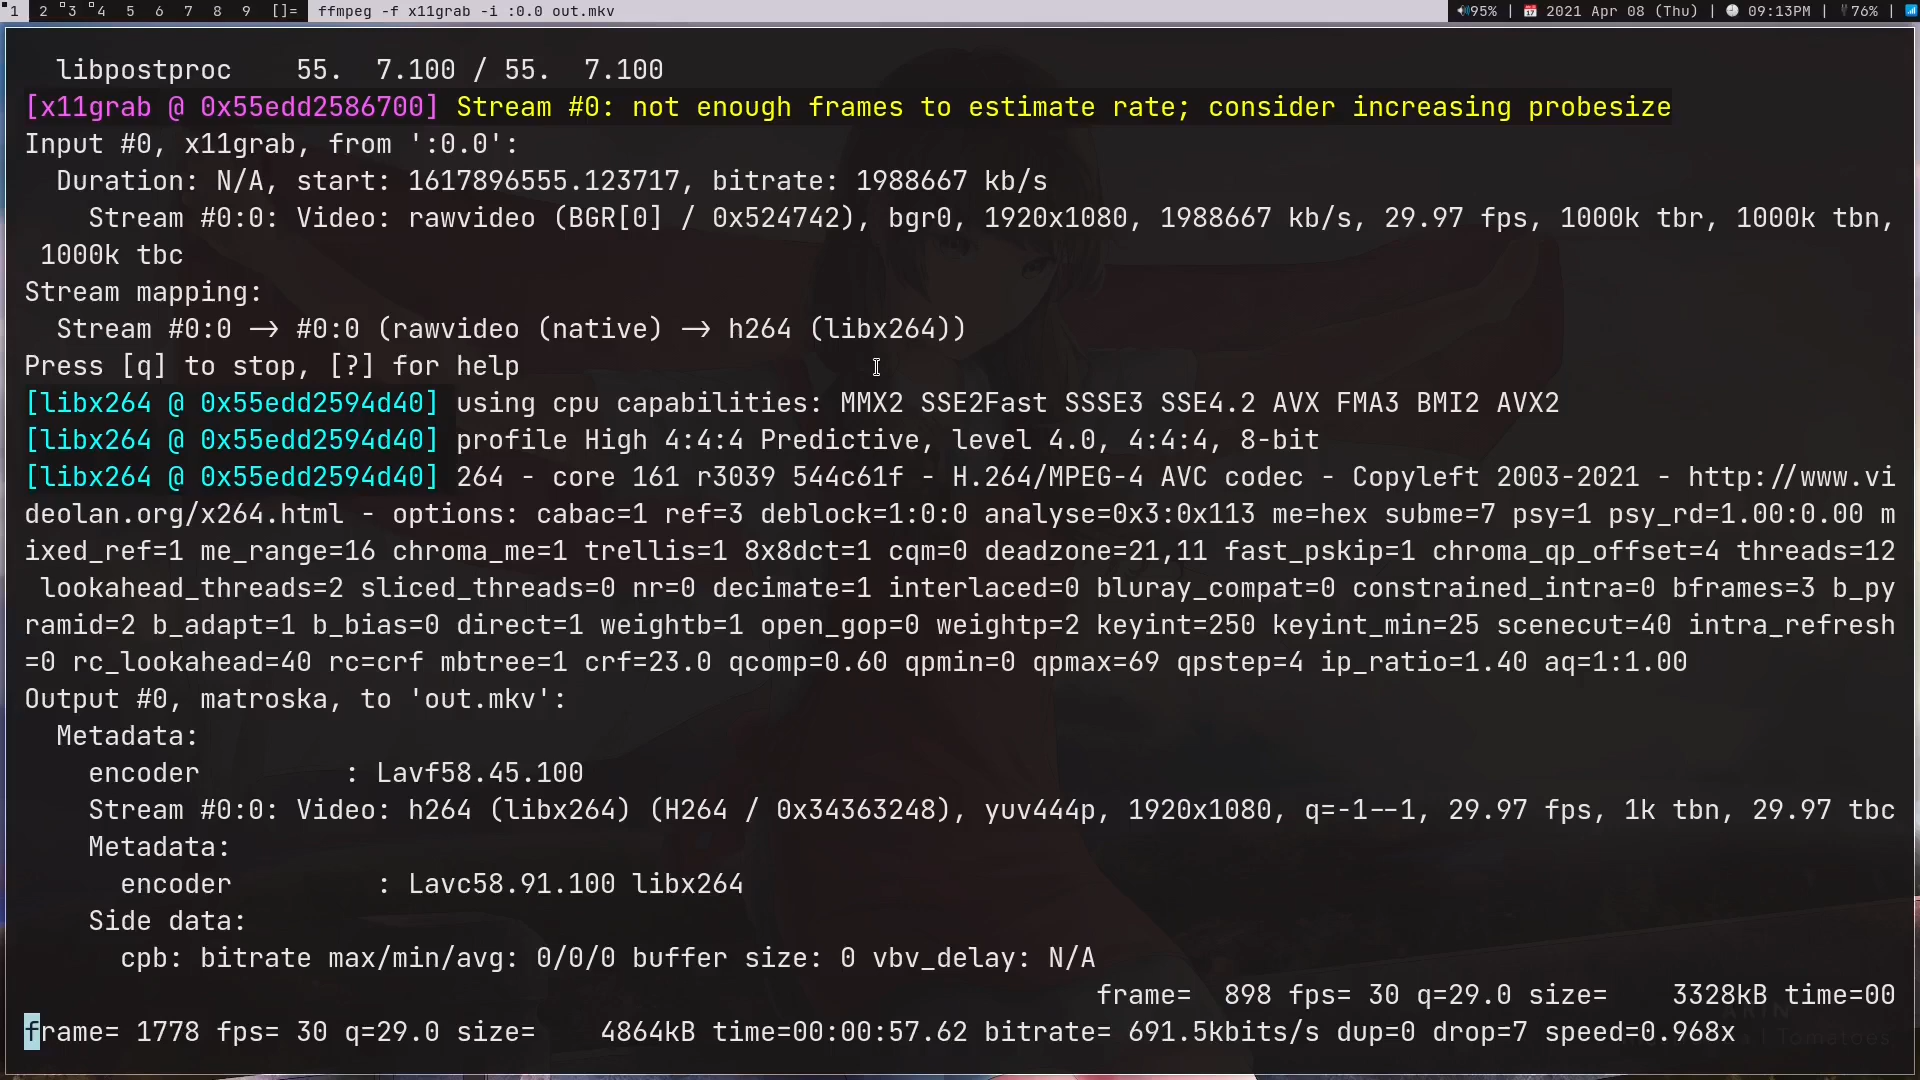 1 2 3 4 5 6 7 8 9 []= ffmpeg -f x11grab -i :0.0 out.mkv 95% | 2021 Apr 08 (Thu) | 09:13PM | 76% |
libpostproc    55.  7.100 / 55.  7.100
[x11grab @ 0x55edd2586700] Stream #0: not enough frames to estimate rate; consider increasing probesize
Input #0, x11grab, from ':0.0':
Duration: N/A, start: 1617896555.123717, bitrate: 1988667 kb/s
Stream #0:0: Video: rawvideo (BGR[0] / 0x524742), bgr0, 1920x1080, 1988667 kb/s, 29.97 fps, 1000k tbr, 1000k tbn,
1000k tbc
Stream mapping:
Stream #0:0 -> #0:0 (rawvideo (native) -> h264 (libx264))
Press [q] to stop, [?] for help
[libx264 @ 0x55edd2594d40] using cpu capabilities: MMX2 SSE2Fast SSSE3 SSE4.2 AVX FMA3 BMI2 AVX2
[libx264 @ 0x55edd2594d40] profile High 4:4:4 Predictive, level 4.0, 4:4:4, 8-bit
[libx264 @ 0x55edd2594d40] 264 - core 161 r3039 544c61f - H.264/MPEG-4 AVC codec - Copyleft 2003-2021 - http://www.vi
deolan.org/x264.html - options: cabac=1 ref=3 deblock=1:0:0 analyse=0x3:0x113 me=hex subme=7 psy=1 psy_rd=1.00:0.00 m
ixed_ref=1 me_range=16 chroma_me=1 trellis=1 8x8dct=1 cqm=0 deadzone=21,11 fast_pskip=1 chroma_qp_offset=4 threads=12
lookahead_threads=2 sliced_threads=0 nr=0 decimate=1 interlaced=0 bluray_compat=0 constrained_intra=0 bframes=3 b_py
ramid=2 b_adapt=1 b_bias=0 direct=1 weightb=1 open_gop=0 weightp=2 keyint=250 keyint_min=25 scenecut=40 intra_refresh
=0 rc_lookahead=40 rc=crf mbtree=1 crf=23.0 qcomp=0.60 qpmin=0 qpmax=69 qpstep=4 ip_ratio=1.40 aq=1:1.00
Output #0, matroska, to 'out.mkv':
Metadata:
encoder         : Lavf58.45.100
Stream #0:0: Video: h264 (libx264) (H264 / 0x34363248), yuv444p, 1920x1080, q=-1--1, 29.97 fps, 1k tbn, 29.97 tbc
Metadata:
encoder         : Lavc58.91.100 libx264
Side data:
cpb: bitrate max/min/avg: 0/0/0 buffer size: 0 vbv_delay: N/A
frame=  898 fps= 30 q=29.0 size=    3328kB time=00
frame= 1778 fps= 30 q=29.0 size=    4864kB time=00:00:57.62 bitrate= 691.5kbits/s dup=0 drop=7 speed=0.968x